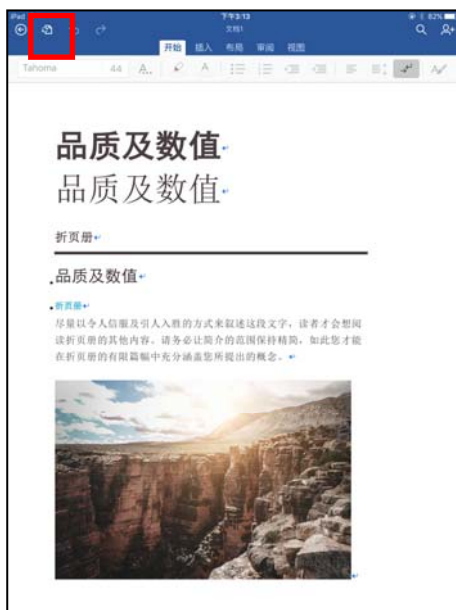 iPad 下午3:13 82%
文档1
开始 插入 布局 审阅 视图
Tahoma 44 A.. A
品质及数值
品质及数值
折页册
品质及数值
折页册
尽量以令人信服及引人入胜的方式来叙述这段文字，读者才会想阅
读折页册的其他内容。请务必让简介的范围保持精简，如此您才能
在折页册的有限篇幅中充分涵盖您所提出的概念。